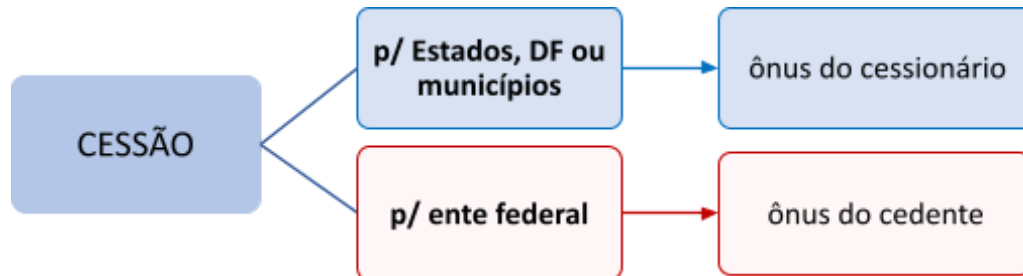 CESSÃO
p/ Estados, DF ou
municípios
ônus do cessionário
p/ ente federal
ônus do cedente